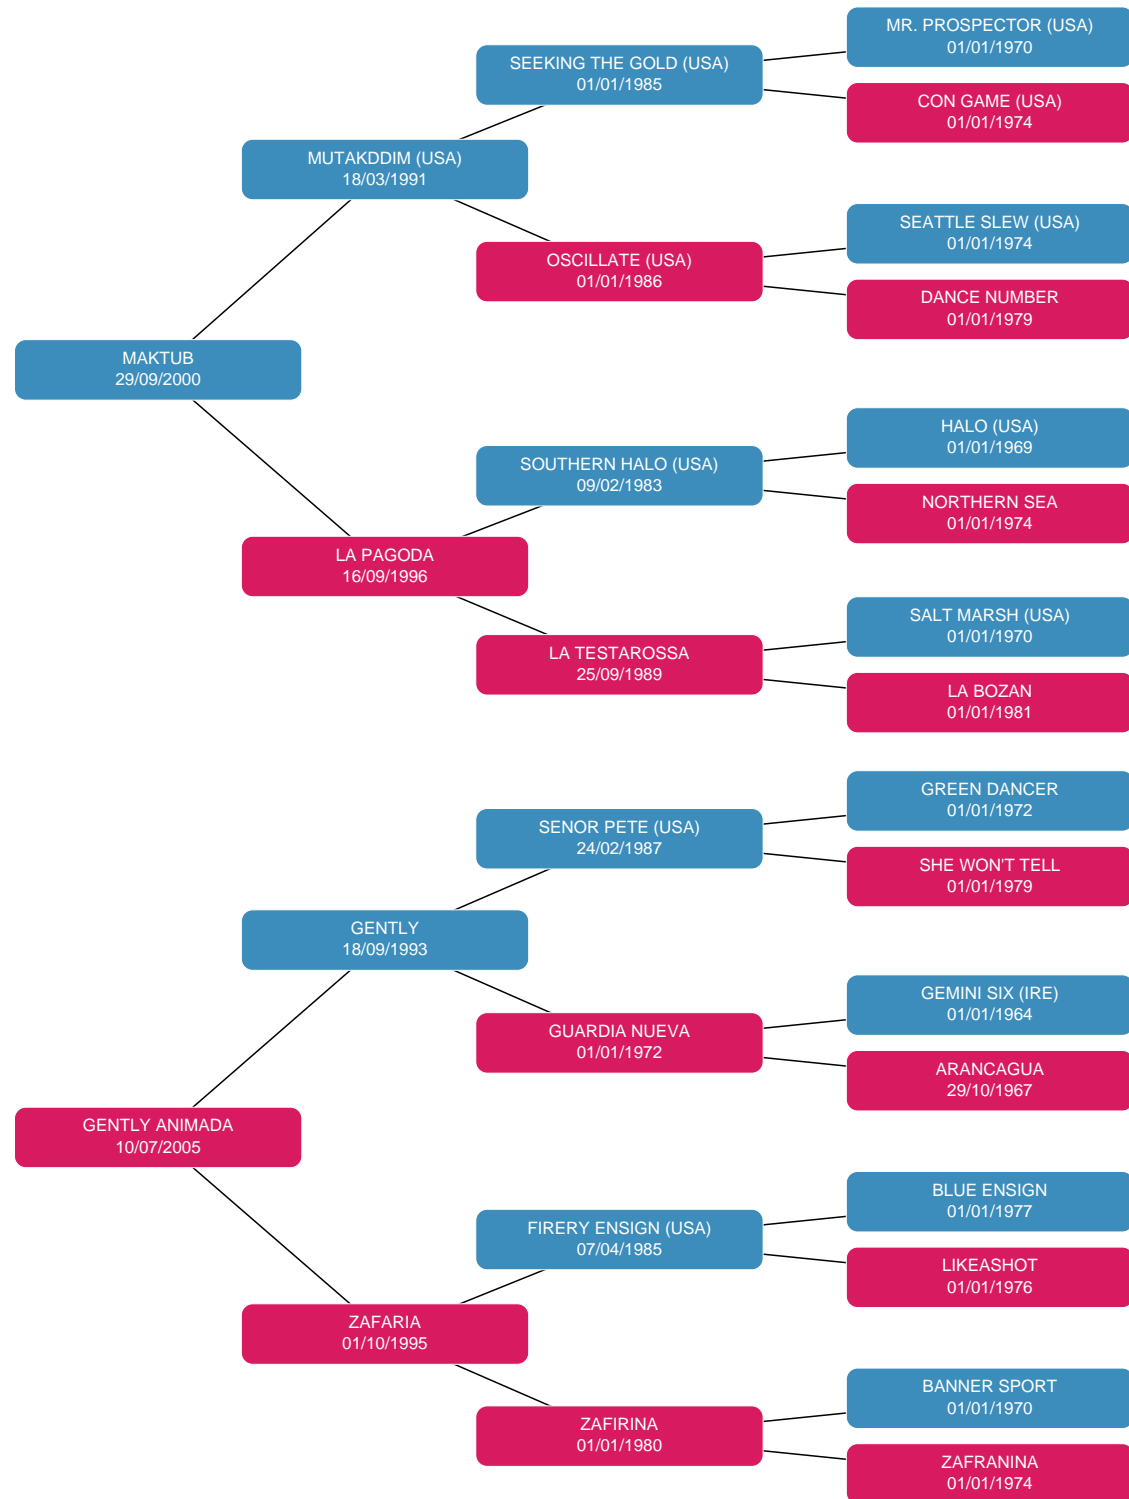 MR. PROSPECTOR (USA)
01/01/1970
SEEKING THE GOLD (USA)
01/01/1985
CON GAME (USA)
01/01/1974
MUTAKDDIM (USA)
18/03/1991
SEATTLE SLEW (USA)
01/01/1974
OSCILLATE (USA)
01/01/1986
DANCE NUMBER
01/01/1979
MAKTUB
29/09/2000
HALO (USA)
01/01/1969
SOUTHERN HALO (USA)
09/02/1983
NORTHERN SEA
01/01/1974
LA PAGODA
16/09/1996
SALT MARSH (USA)
01/01/1970
LA TESTAROSSA
25/09/1989
LA BOZAN
01/01/1981
GREEN DANCER
01/01/1972
SENOR PETE (USA)
24/02/1987
SHE WON'T TELL
01/01/1979
GENTLY
18/09/1993
GEMINI SIX (IRE)
01/01/1964
GUARDIA NUEVA
01/01/1972
ARANCAGUA
29/10/1967
GENTLY ANIMADA
10/07/2005
BLUE ENSIGN
01/01/1977
FIRERY ENSIGN (USA)
07/04/1985
LIKEASHOT
01/01/1976
ZAFARIA
01/10/1995
BANNER SPORT
01/01/1970
ZAFIRINA
01/01/1980
ZAFRANINA
01/01/1974